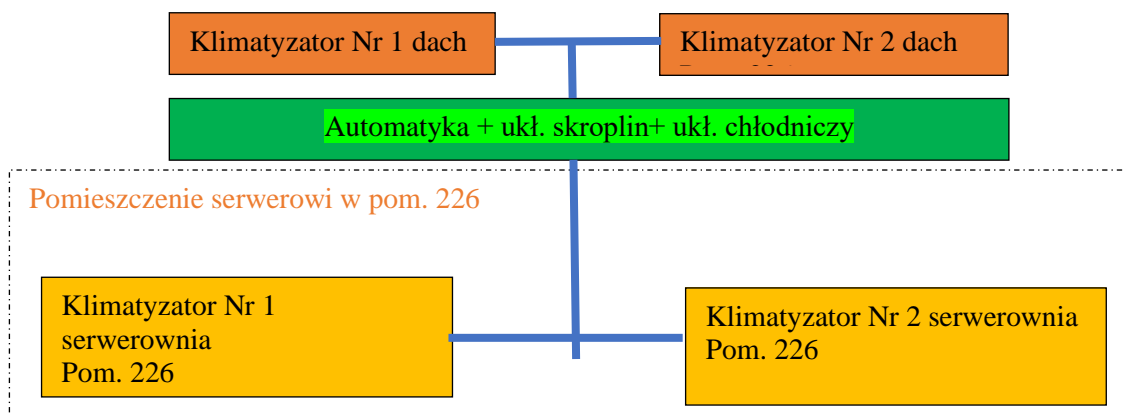 Klimatyzator Nr 1 dach
Klimatyzator Nr 2 dach
Automatyka + ukł. skroplin+ ukł. chłodniczy
Pomieszczenie serwerowi w pom. 226
Klimatyzator Nr 1
serwerownia
Pom. 226
Klimatyzator Nr 2 serwerownia
Pom. 226